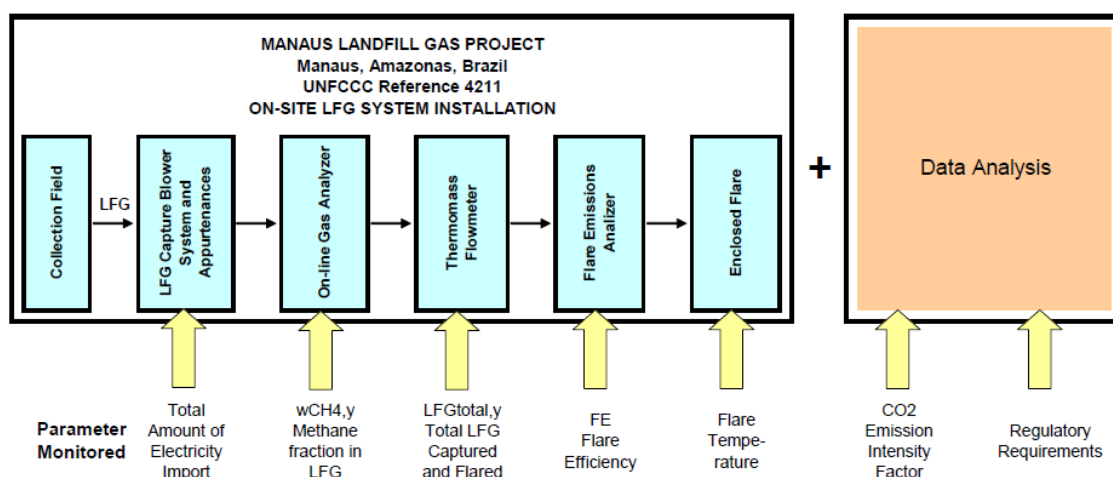 MANAUS LANDFILL GAS PROJECT
Manaus, Amazonas, Brazil
UNFCCC Reference 4211
ON-SITE LFG SYSTEM INSTALLATION
Collection Field
LFG
LFG Capture Blower
System and
Appurtenances
On-line Gas Analyzer
Thermomass
Flowmeter
Flare Emissions
Analizer
Enclosed Flare
+
Data Analysis
Parameter
Monitored
Total
Amount of
Electricity
Import
wCH4,y
Methane
fraction in
LFG
LFGtotal,y
Total LFG
Captured
and Flared
FE
Flare
Efficiency
Flare
Tempe-
rature
CO2
Emission
Intensity
Factor
Regulatory
Requirements